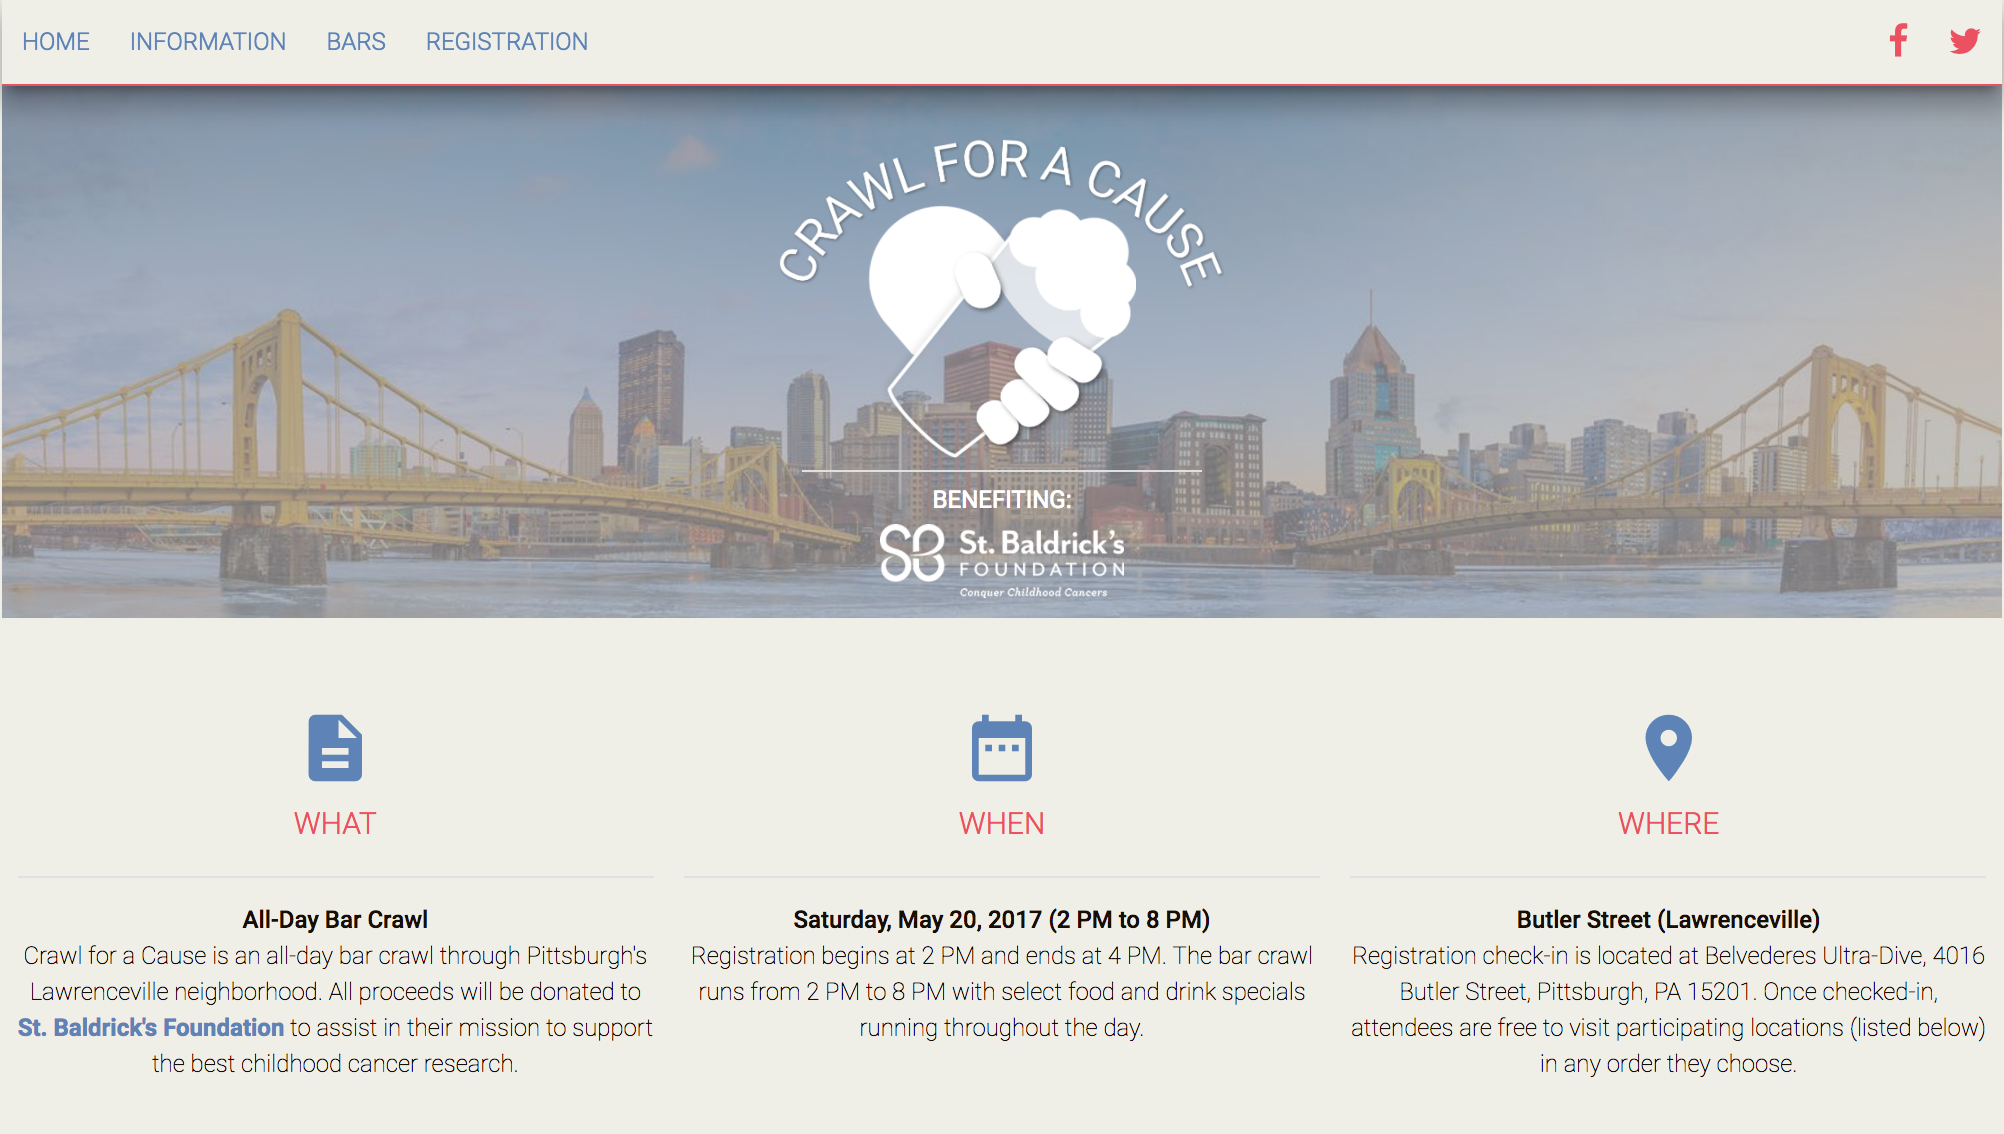 HOME INFORMATION BARS REGISTRATION
CRAWL FOR A CAUSE
BENEFITING:
SB St. Baldrick's
FOUNDATION
Conquer Childhood Cancers
WHAT
All-Day Bar Crawl
Crawl for a Cause is an all-day bar crawl through Pittsburgh's
Lawrenceville neighborhood. All proceeds will be donated to
St. Baldrick's Foundation to assist in their mission to support
the best childhood cancer research.
WHEN
Saturday, May 20, 2017 (2 PM to 8 PM)
Registration begins at 2 PM and ends at 4 PM. The bar crawl
runs from 2 PM to 8 PM with select food and drink specials
running throughout the day.
WHERE
Butler Street (Lawrenceville)
Registration check-in is located at Belvederes Ultra-Dive, 4016
Butler Street, Pittsburgh, PA 15201. Once checked-in,
attendees are free to visit participating locations (listed below)
in any order they choose.